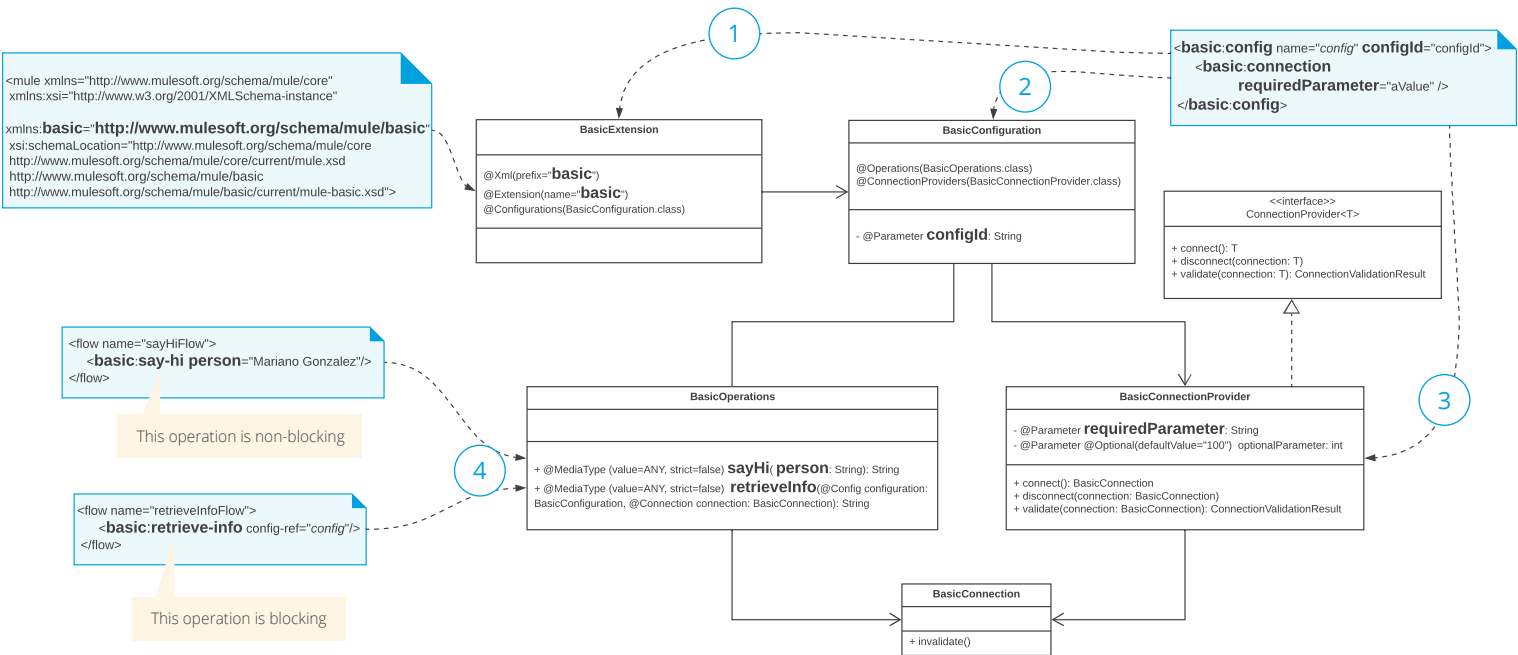 1
<basic:config name="config" configId="configId">
<basic:connection
requiredParameter="aValue" />
</basic:config>
2
<mule xmlns="http://www.mulesoft.org/schema/mule/core"
xmlns:xsi="http://www.w3.org/2001/XMLSchema-instance"
xmlns:basic="http://www.mulesoft.org/schema/mule/basic"
xsi:schemaLocation="http://www.mulesoft.org/schema/mule/core
http://www.mulesoft.org/schema/mule/core/current/mule.xsd
http://www.mulesoft.org/schema/mule/basic
http://www.mulesoft.org/schema/mule/basic/current/mule-basic.xsd">
BasicExtension
@Xml(prefix="basic")
@Extension(name="basic")
@Configurations(BasicConfiguration.class)
BasicConfiguration
@Operations(BasicOperations.class)
@ConnectionProviders(BasicConnectionProvider.class)
- @Parameter configId: String
<<interface>>
ConnectionProvider<T>
+ connect(): T
+ disconnect(connection: T)
+ validate(connection: T): ConnectionValidationResult
<flow name="sayHiFlow">
<basic:say-hi person="Mariano Gonzalez"/>
</flow>
This operation is non-blocking
4
<flow name="retrieveInfoFlow">
<basic:retrieve-info config-ref="config"/>
</flow>
This operation is blocking
BasicOperations
+ @MediaType (value=ANY, strict=false) sayHi( person: String): String
+ @MediaType (value=ANY, strict=false) retrieveInfo(@Config configuration:
BasicConfiguration, @Connection connection: BasicConnection): String
BasicConnectionProvider
- @Parameter requiredParameter: String
- @Parameter @Optional(defaultValue="100") optionalParameter: int
+ connect(): BasicConnection
+ disconnect(connection: BasicConnection)
+ validate(connection: BasicConnection): ConnectionValidationResult
3
BasicConnection
+ invalidate()